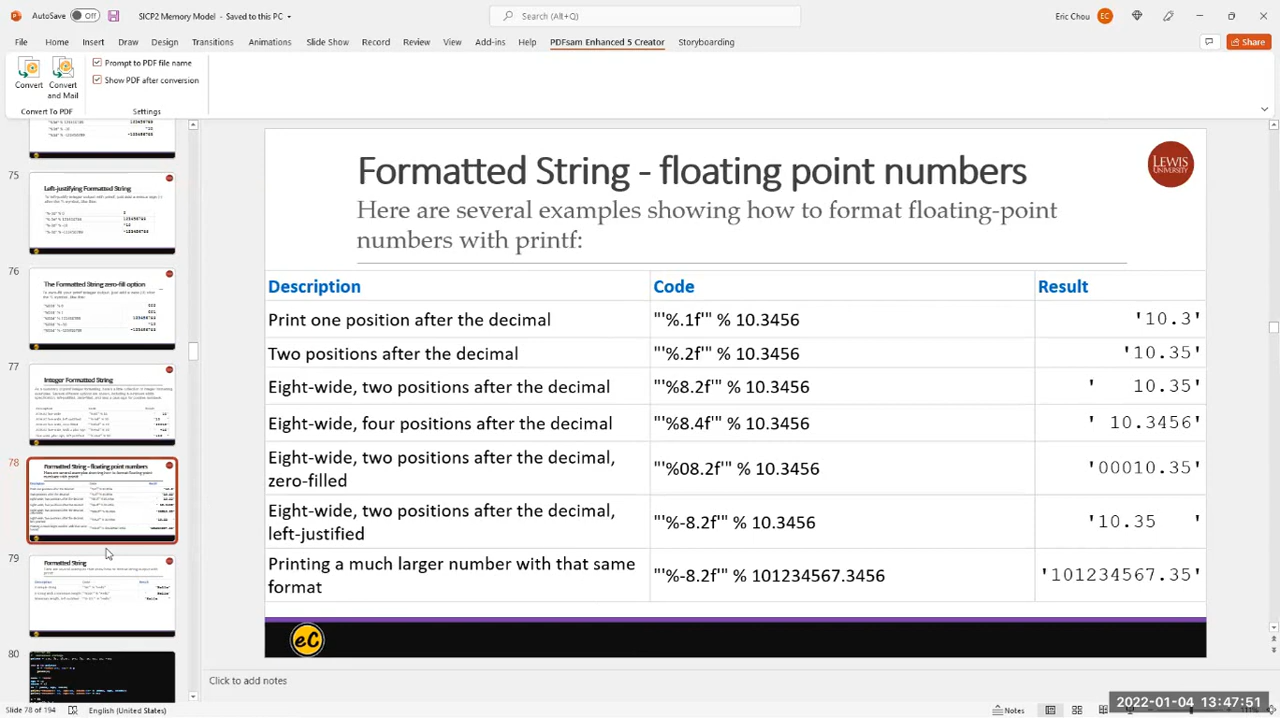 AutoSave Off SICP2 Memory Model - Saved to this PC Search (Alt+Q) Eric Chou EC
File Home Insert Draw Design Transitions Animations Slide Show Record Review View Add-ins Help PDFsam Enhanced 5 Creator Storyboarding Share
Convert Convert and Mail
Prompt to PDF file name
Show PDF after conversion
Convert To PDF Settings
75
Left-justifying Formatted String
76
The Formatted String zero-fill option
77
Integer Formatted String
78
Formatted String - floating point numbers
79
Formatted String
80
Formatted String - floating point numbers
LEWIS
UNIVERSITY
Here are several examples showing how to format floating-point
numbers with printf:
Description Code Result
Print one position after the decimal "'%.1f'" % 10.3456 '10.3'
Two positions after the decimal "'%.2f'" % 10.3456 '10.35'
Eight-wide, two positions after the decimal "'%8.2f'" % 10.3456 '   10.35'
Eight-wide, four positions after the decimal "'%8.4f'" % 10.3456 ' 10.3456'
Eight-wide, two positions after the decimal,
zero-filled "'%08.2f'" % 10.3456 '00010.35'
Eight-wide, two positions after the decimal,
left-justified "'%-8.2f'" % 10.3456 '10.35   '
Printing a much larger number with that same
format "'%-8.2f'" % 101234567.3456 '101234567.35'
eC
Click to add notes
Slide 78 of 194 English (United States) Notes
2022-01-04 13:47:51